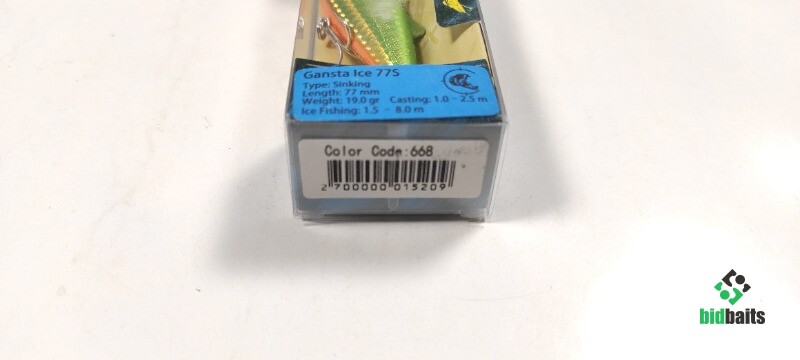 Gansta Ice 77S
Type: Sinking
Length: 77 mm
Weight: 19.0 gr Casting: 1.0 - 2.5 m
Ice Fishing: 1.5 - 8.0 m
Color Code:668
2 700000 015209
bidbaits